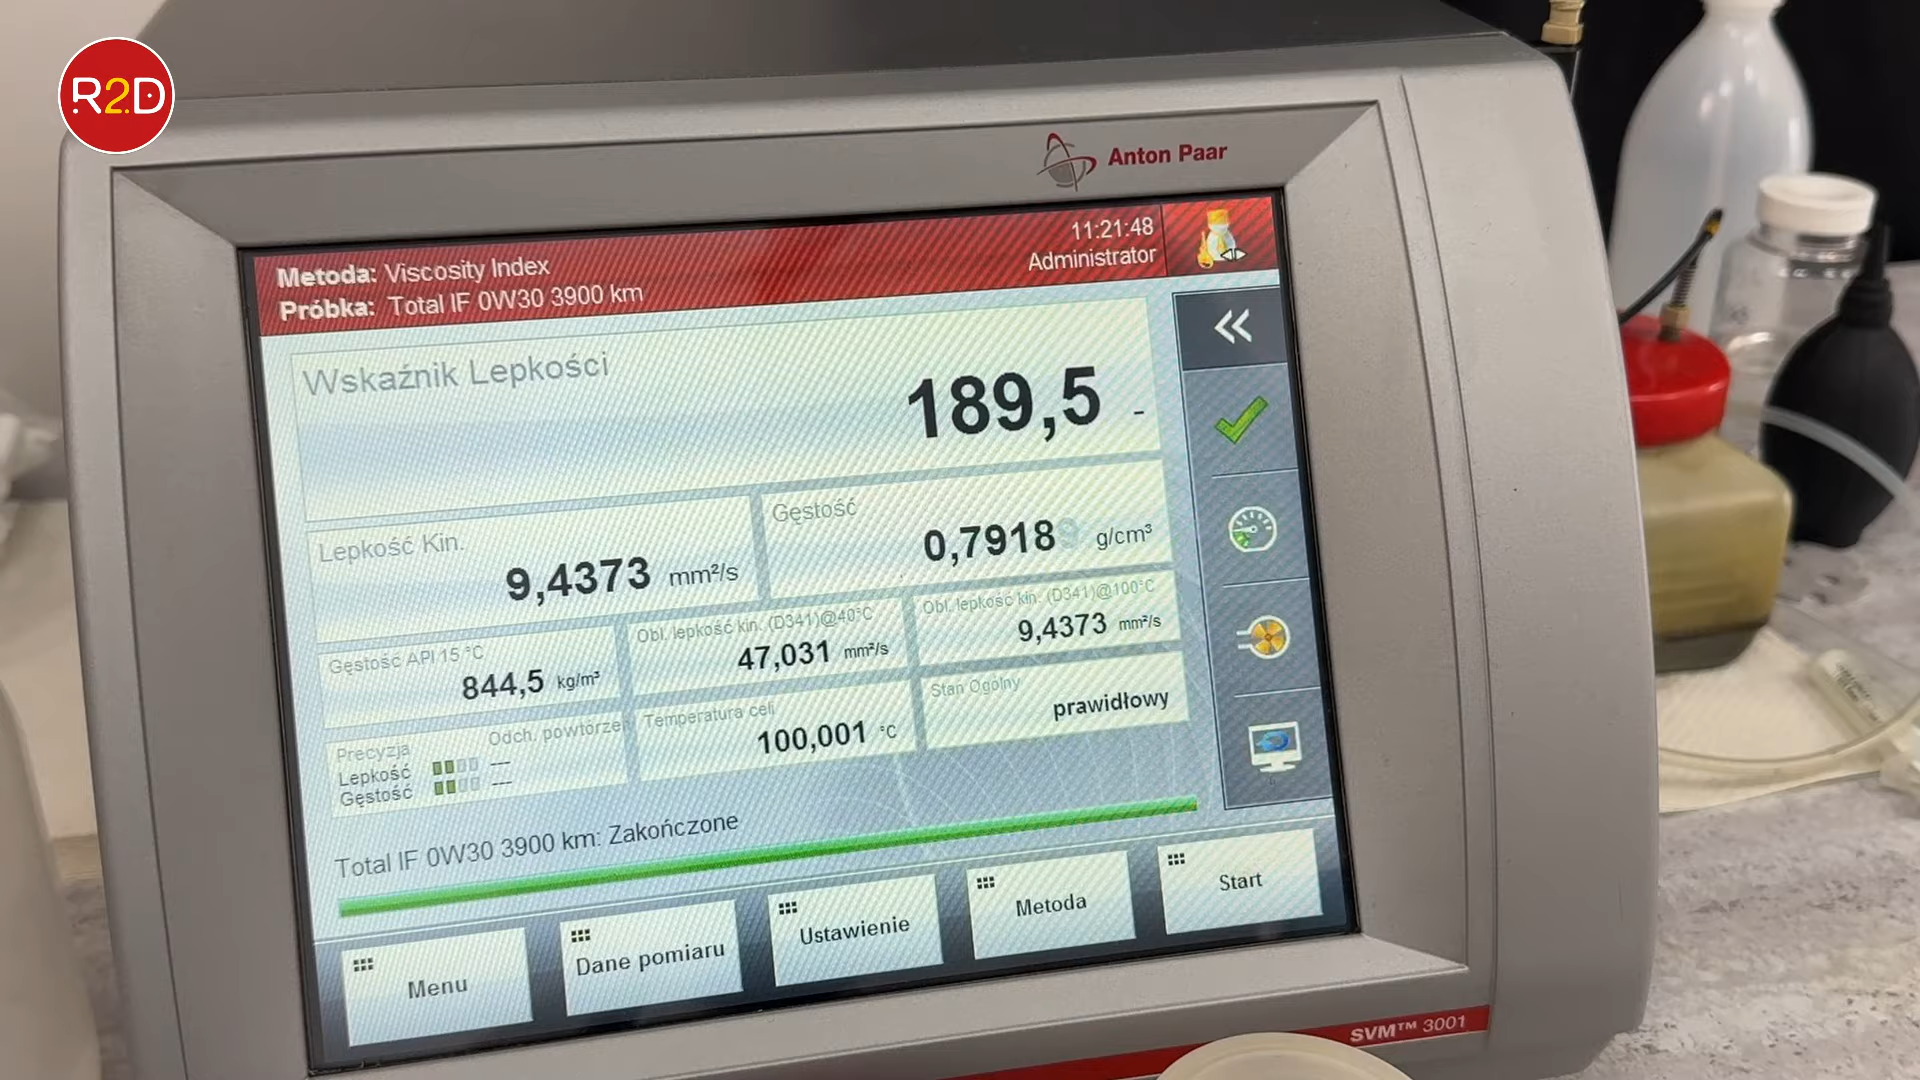 R2D
Anton Paar
Metoda: Viscosity Index
Próbka: Total IF 0W30 3900 km
11:21:48
Administrator
Wskaźnik Lepkości
189,5 -
Lepkość Kin.
9,4373 mm²/s
Gęstość
0,7918 g/cm³
Gęstość API 15 °C
844,5 kg/m³
Obl. lepkość kin. (D341)@40°C
47,031 mm²/s
Obl. lepkość kin. (D341)@100°C
9,4373 mm²/s
Precyzja
Odch. powtórze
Lepkość ---
Gęstość ---
Temperatura celi
100,001 °C
Stan Ogólny
prawidłowy
Total IF 0W30 3900 km: Zakończone
Menu
Dane pomiaru
Ustawienie
Metoda
Start
SVM™ 3001